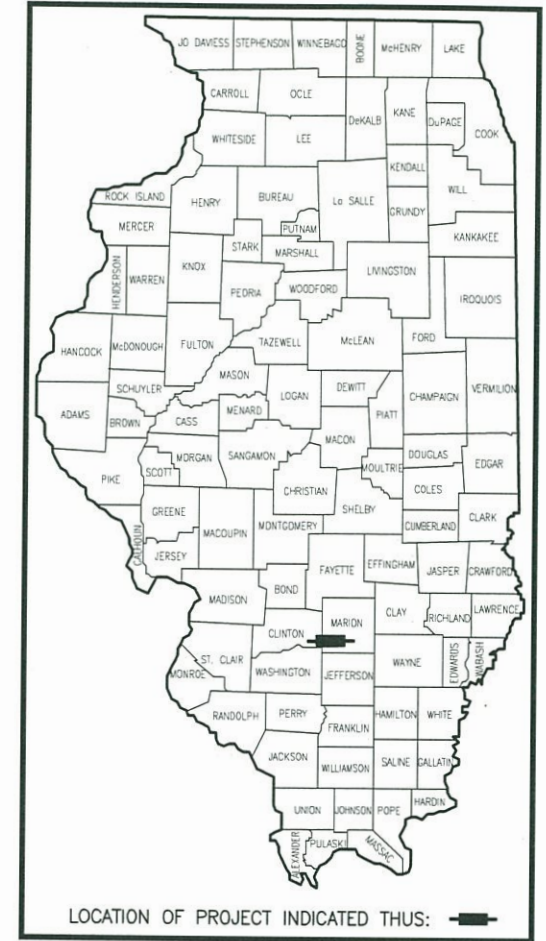 JO DAVIESS STEPHENSON WINNEBAGO BOONE McHENRY LAKE
CARROLL OGLE DeKALB KANE DuPAGE COOK
WHITESIDE LEE
KENDALL
WILL
ROCK ISLAND HENRY BUREAU La SALLE GRUNDY
MERCER PUTNAM KANKAKEE
STARK MARSHALL
HENDERSON WARREN KNOX PEORIA WOODFORD LIVINGSTON IROQUOIS
HANCOCK McDONOUGH FULTON TAZEWELL McLEAN FORD
MASON
SCHUYLER LOGAN DEWITT CHAMPAIGN VERMILION
ADAMS BROWN CASS MENARD PIATT
MACON
MORGAN SANGAMON DOUGLAS EDGAR
PIKE SCOTT MOULTRIE
CHRISTIAN COLES
SHELBY
GREENE MACOUPIN MONTGOMERY CUMBERLAND CLARK
CALHOUN JERSEY
FAYETTE EFFINGHAM JASPER CRAWFORD
MADISON BOND
CLAY RICHLAND LAWRENCE
MARION
CLINTON
ST. CLAIR WAYNE EDWARDS WABASH
MONROE WASHINGTON JEFFERSON
RANDOLPH PERRY HAMILTON WHITE
FRANKLIN
JACKSON SALINE GALLATIN
WILLIAMSON
UNION JOHNSON POPE HARDIN
ALEXANDER PULASKI MASSAC
LOCATION OF PROJECT INDICATED THUS: